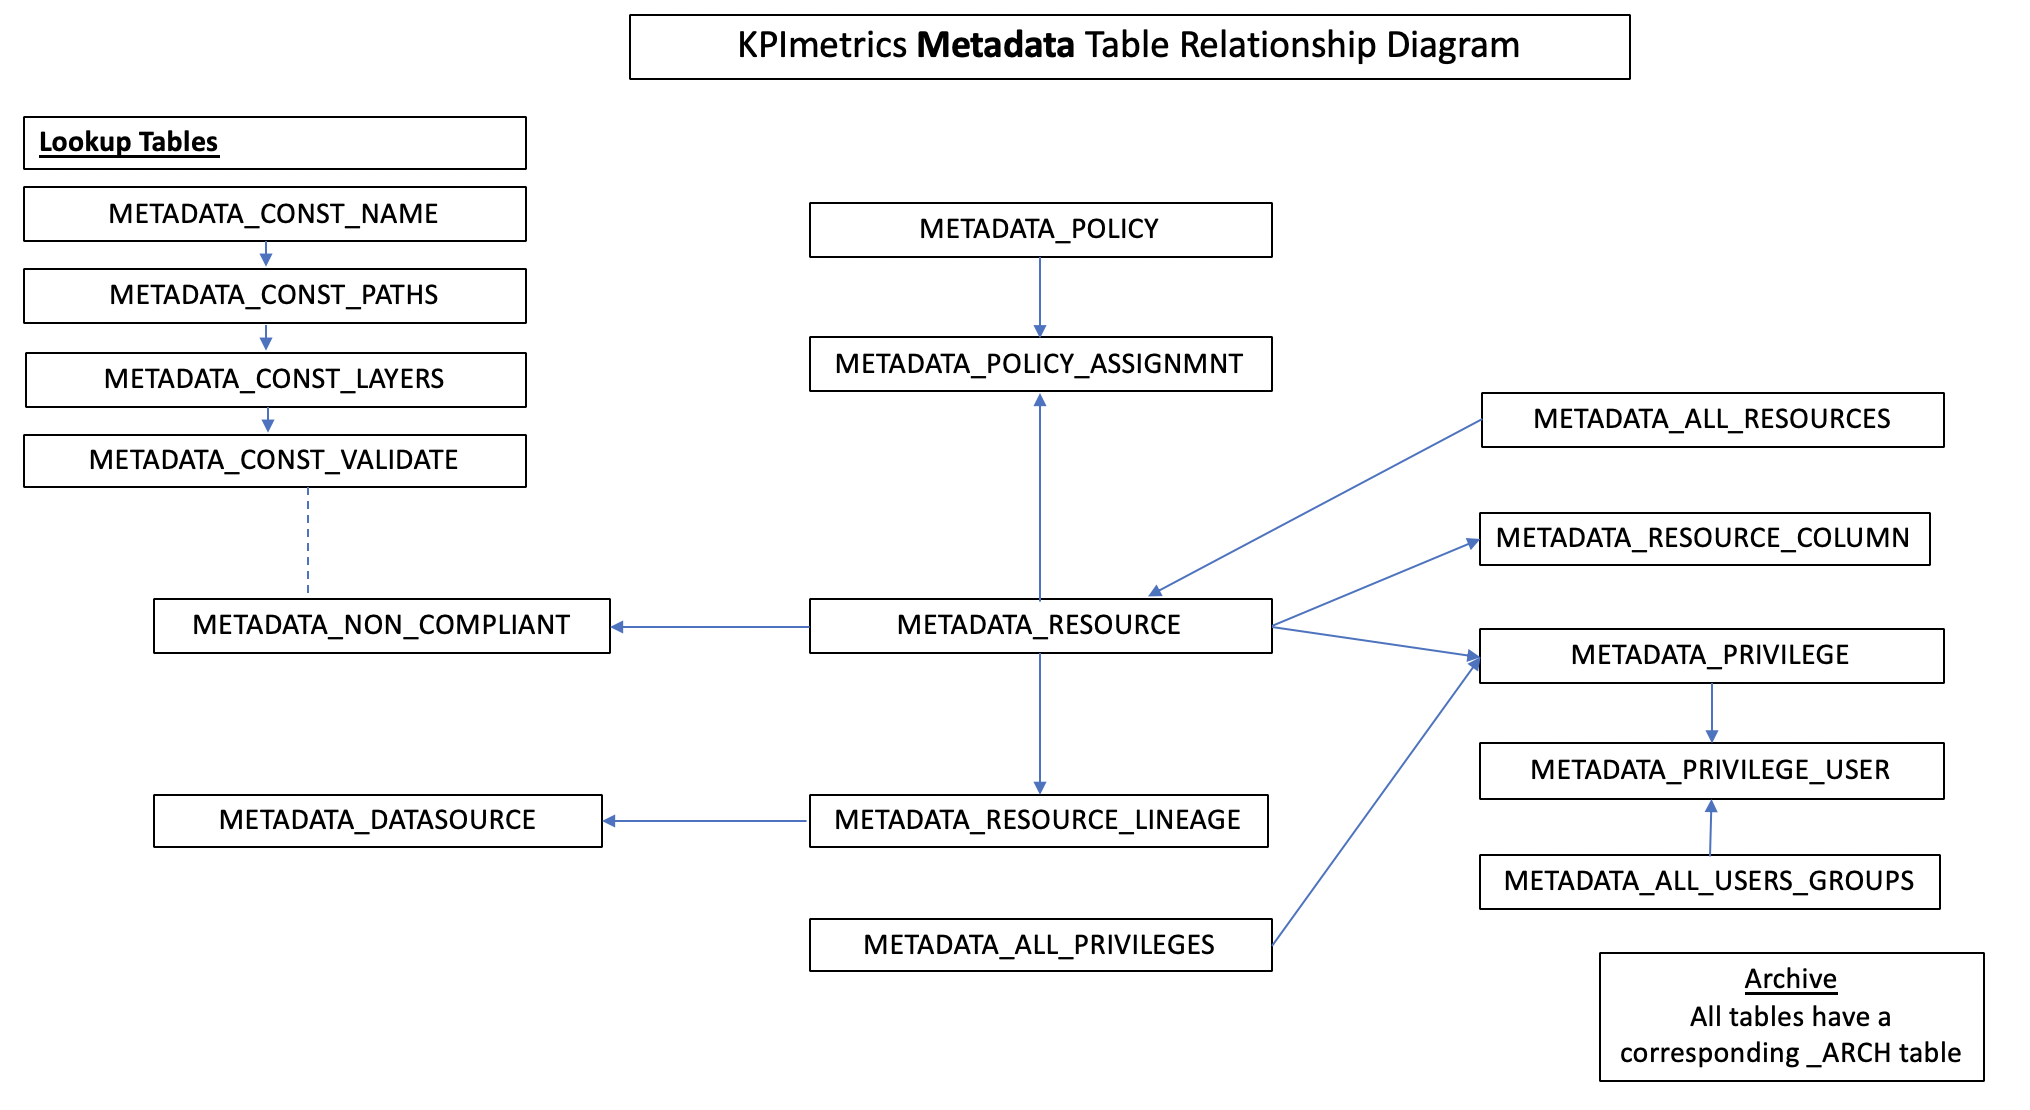 KPImetrics Metadata Table Relationship Diagram
Lookup Tables
METADATA_CONST_NAME
METADATA_CONST_PATHS
METADATA_CONST_LAYERS
METADATA_CONST_VALIDATE
METADATA_POLICY
METADATA_POLICY_ASSIGNMNT
METADATA_ALL_RESOURCES
METADATA_RESOURCE_COLUMN
METADATA_NON_COMPLIANT
METADATA_RESOURCE
METADATA_PRIVILEGE
METADATA_PRIVILEGE_USER
METADATA_DATASOURCE
METADATA_RESOURCE_LINEAGE
METADATA_ALL_USERS_GROUPS
METADATA_ALL_PRIVILEGES
Archive
All tables have a
corresponding _ARCH table